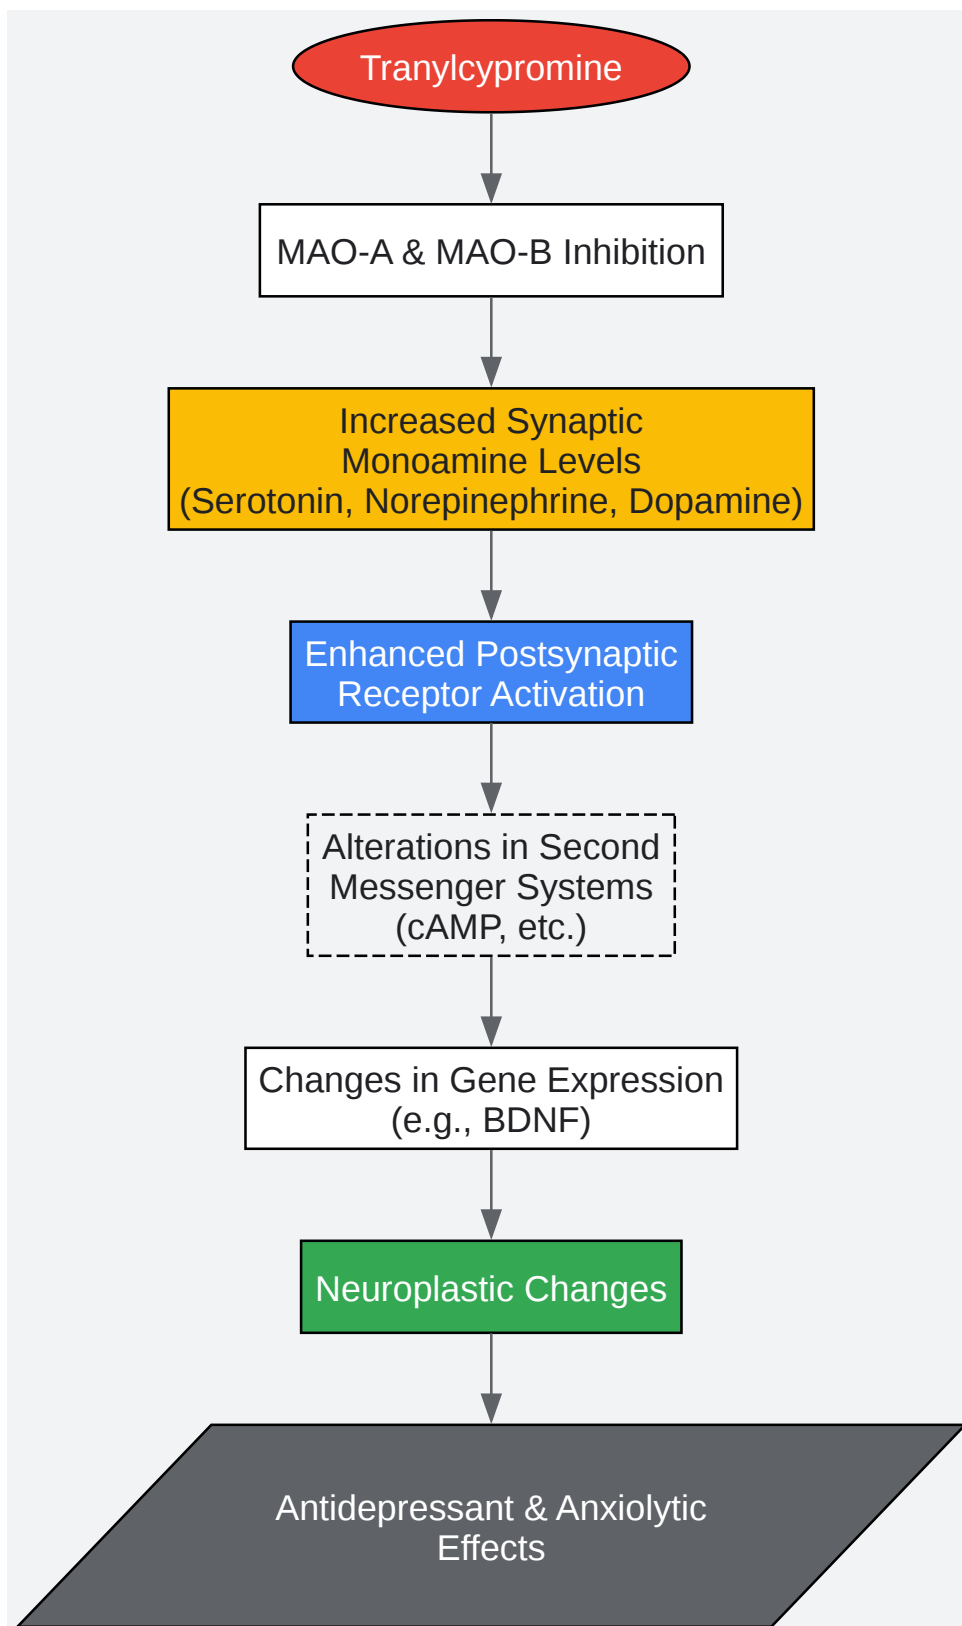 Tranylcypromine
MAO-A & MAO-B Inhibition
Increased Synaptic
Monoamine Levels
(Serotonin, Norepinephrine, Dopamine)
Enhanced Postsynaptic
Receptor Activation
Alterations in Second
Messenger Systems
(cAMP, etc.)
Changes in Gene Expression
(e.g., BDNF)
Neuroplastic Changes
Antidepressant & Anxiolytic
Effects